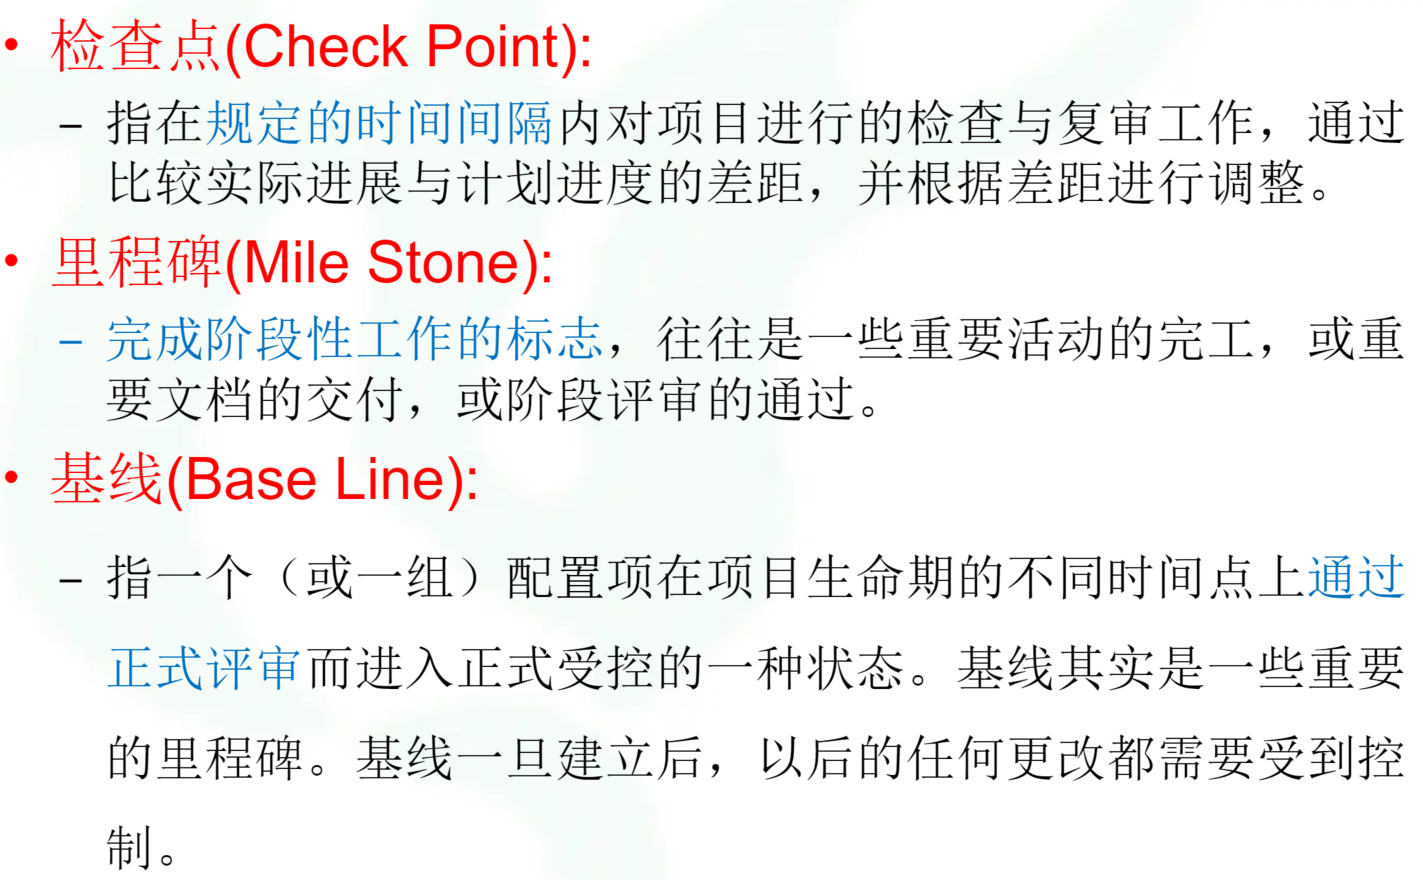 • 检查点(Check Point):
– 指在规定的时间间隔内对项目进行的检查与复审工作，通过
比较实际进展与计划进度的差距，并根据差距进行调整。
• 里程碑(Mile Stone):
– 完成阶段性工作的标志，往往是一些重要活动的完工，或重
要文档的交付，或阶段评审的通过。
• 基线(Base Line):
– 指一个（或一组）配置项在项目生命期的不同时间点上通过
正式评审而进入正式受控的一种状态。基线其实是一些重要
的里程碑。基线一旦建立后，以后的任何更改都需要受到控
制。